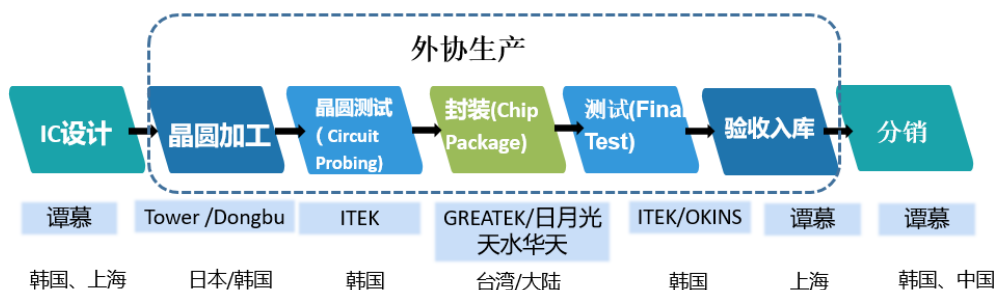 外协生产
IC设计
晶圆加工
晶圆测试
( Circuit
Probing)
封装(Chip
Package)
测试(Final
Test)
验收入库
分销
谭慕
Tower /Dongbu
ITEK
GREATEK/日月光
天水华天
ITEK/OKINS
谭慕
谭慕
韩国、上海
日本/韩国
韩国
台湾/大陆
韩国
上海
韩国、中国